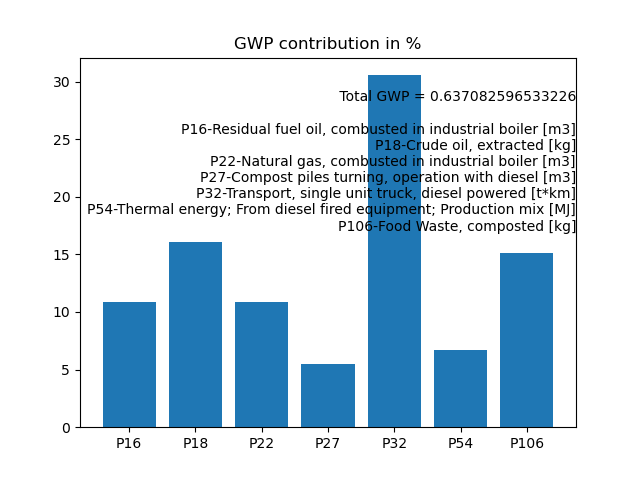 GWP contribution in %
30
25
20
15
10
5
0
Total GWP = 0.637082596533226
P16-Residual fuel oil, combusted in industrial boiler [m3]
P18-Crude oil, extracted [kg]
P22-Natural gas, combusted in industrial boiler [m3]
P27-Compost piles turning, operation with diesel [m3]
P32-Transport, single unit truck, diesel powered [t*km]
P54-Thermal energy; From diesel fired equipment; Production mix [MJ]
P106-Food Waste, composted [kg]
P16 P18 P22 P27 P32 P54 P106